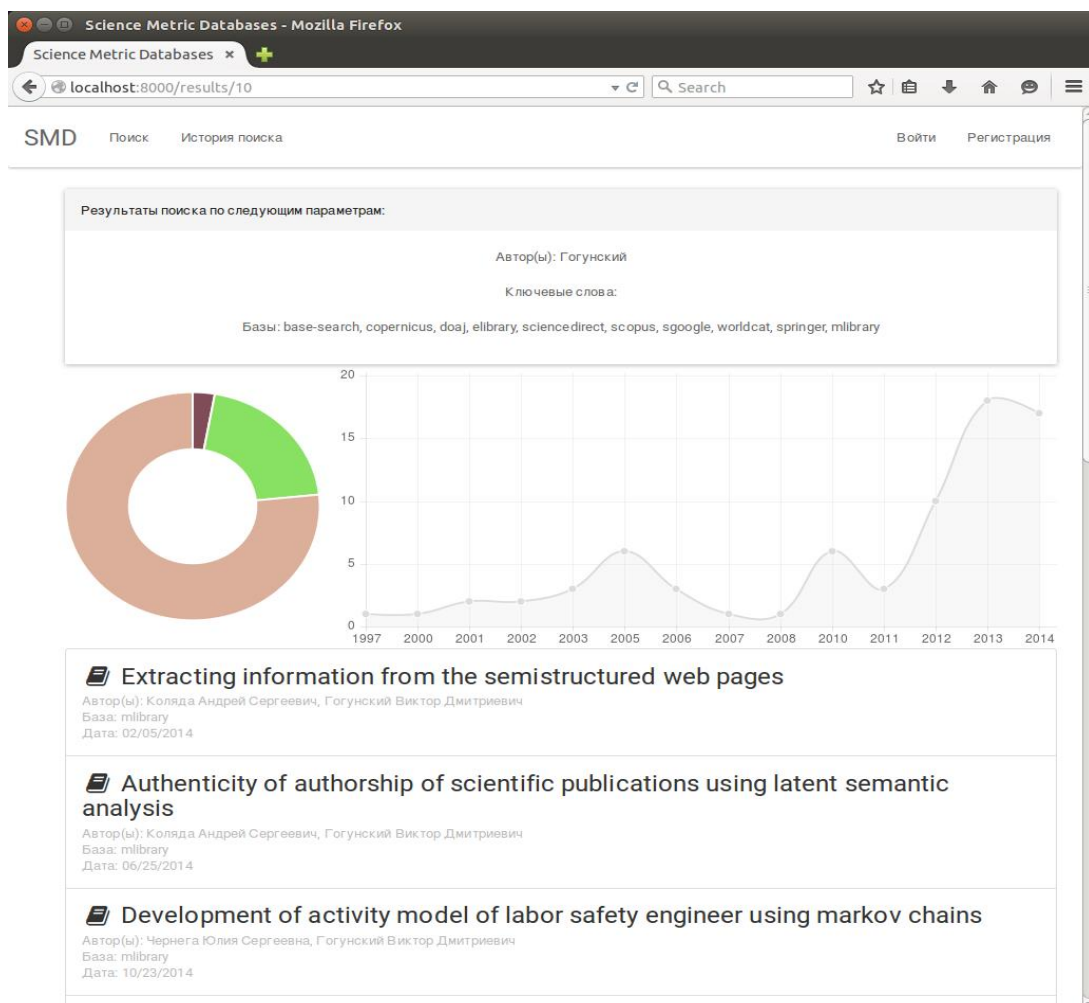 Science Metric Databases - Mozilla Firefox
Science Metric Databases
localhost:8000/results/10
Search
SMD Поиск История поиска Войти Регистрация
Результаты поиска по следующим параметрам:
Автор(ы): Гогунский
Ключевые слова:
Базы: base-search, copernicus, doaj, elibrary, sciencedirect, scopus, sgoogle, worldcat, springer, mlibrary
20
15
10
5
0
1997 2000 2001 2002 2003 2005 2006 2007 2008 2010 2011 2012 2013 2014
Extracting information from the semistructured web pages
Автор(ы): Коляда Андрей Сергеевич, Гогунский Виктор Дмитриевич
База: mlibrary
Дата: 02/05/2014
Authenticity of authorship of scientific publications using latent semantic
analysis
Автор(ы): Коляда Андрей Сергеевич, Гогунский Виктор Дмитриевич
База: mlibrary
Дата: 06/25/2014
Development of activity model of labor safety engineer using markov chains
Автор(ы): Чернега Юлия Сергеевна, Гогунский Виктор Дмитриевич
База: mlibrary
Дата: 10/23/2014